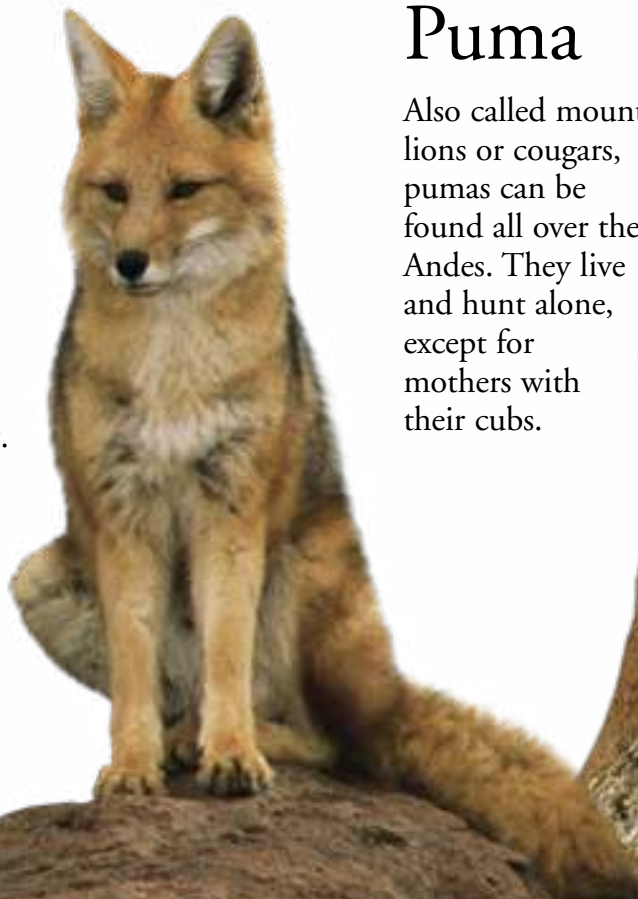 Puma
Also called mount
lions or cougars,
pumas can be
found all over the
Andes. They live
and hunt alone,
except for
mothers with
their cubs.
.